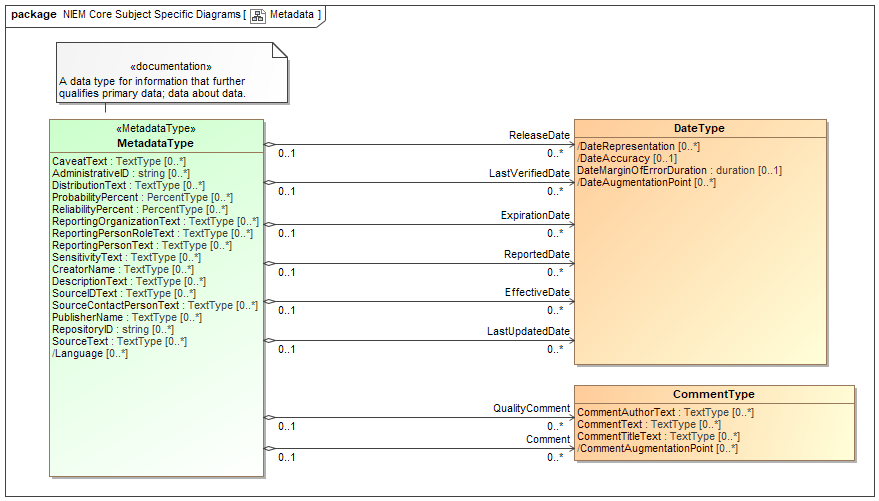 package NIEM Core Subject Specific Diagrams [ Metadata ]
«documentation»
A data type for information that further
qualifies primary data; data about data.
«MetadataType»
MetadataType
CaveatText : TextType [0..*]
AdministrativeID : string [0..*]
DistributionText : TextType [0..*]
ProbabilityPercent : PercentType [0..*]
ReliabilityPercent : PercentType [0..*]
ReportingOrganizationText : TextType [0..*]
ReportingPersonRoleText : TextType [0..*]
ReportingPersonText : TextType [0..*]
SensitivityText : TextType [0..*]
CreatorName : TextType [0..*]
DescriptionText : TextType [0..*]
SourceIDText : TextType [0..*]
SourceContactPersonText : TextType [0..*]
PublisherName : TextType [0..*]
RepositoryID : string [0..*]
SourceText : TextType [0..*]
/Language [0..*]
ReleaseDate
0..1 0..*
LastVerifiedDate
0..1 0..*
ExpirationDate
0..1 0..*
ReportedDate
0..1 0..*
EffectiveDate
0..1 0..*
LastUpdatedDate
0..1 0..*
QualityComment
0..1 0..*
Comment
0..1 0..*
DateType
/DateRepresentation [0..*]
/DateAccuracy [0..1]
DateMarginOfErrorDuration : duration [0..1]
/DateAugmentationPoint [0..*]
CommentType
CommentAuthorText : TextType [0..*]
CommentText : TextType [0..*]
CommentTitleText : TextType [0..*]
/CommentAugmentationPoint [0..*]